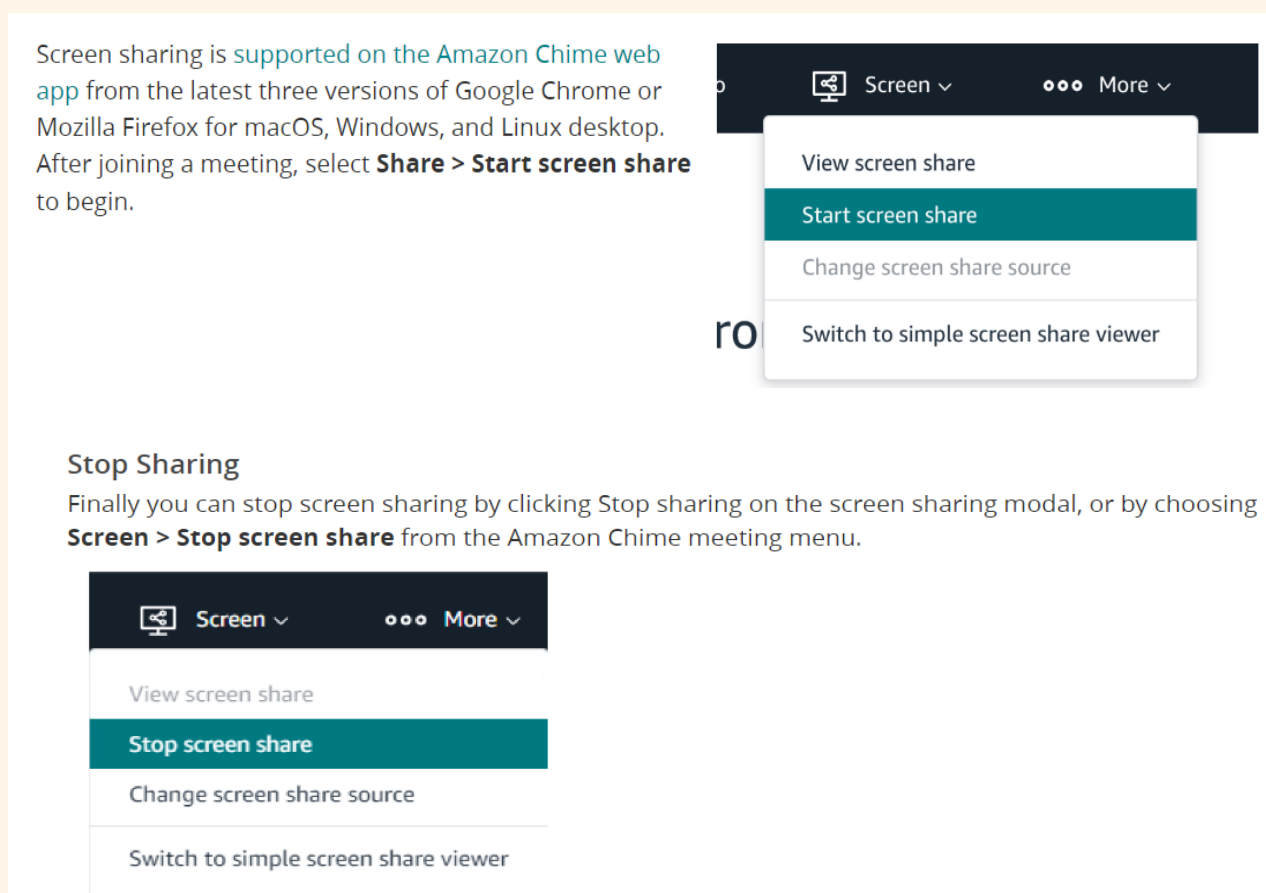 Screen sharing is supported on the Amazon Chime web
app from the latest three versions of Google Chrome or
Mozilla Firefox for macOS, Windows, and Linux desktop.
After joining a meeting, select Share > Start screen share
to begin.
Screen
More
View screen share
Start screen share
Change screen share source
Switch to simple screen share viewer
Stop Sharing
Finally you can stop screen sharing by clicking Stop sharing on the screen sharing modal, or by choosing
Screen > Stop screen share from the Amazon Chime meeting menu.
Screen
More
View screen share
Stop screen share
Change screen share source
Switch to simple screen share viewer